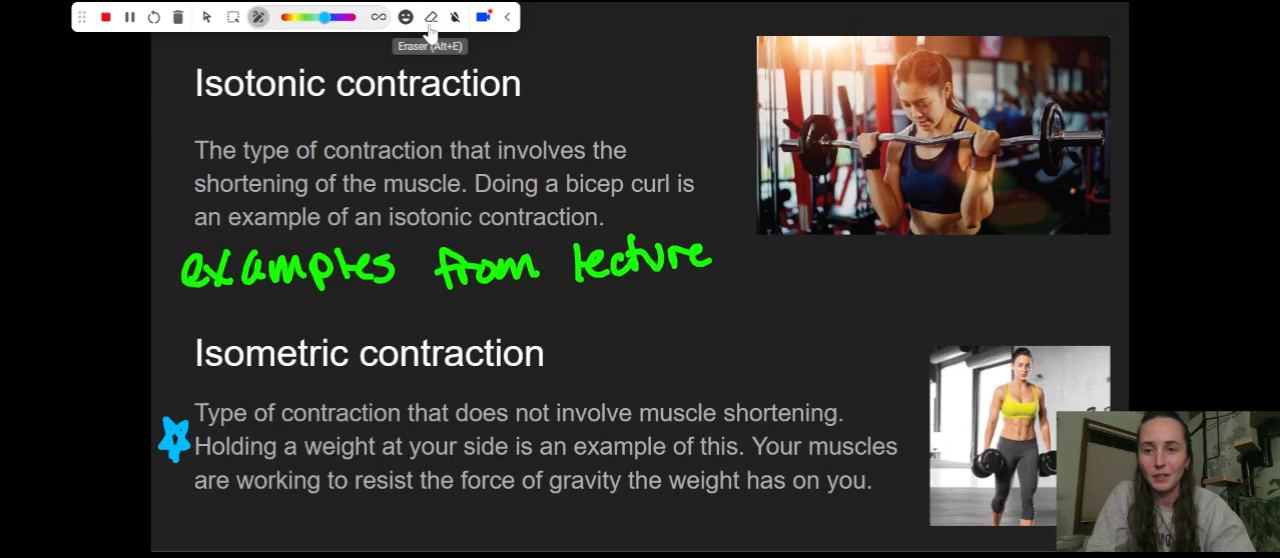 Eraser (Alt+E)
Isotonic contraction
The type of contraction that involves the
shortening of the muscle. Doing a bicep curl is
an example of an isotonic contraction.
examples from lecture
Isometric contraction
Type of contraction that does not involve muscle shortening.
Holding a weight at your side is an example of this. Your muscles
are working to resist the force of gravity the weight has on you.